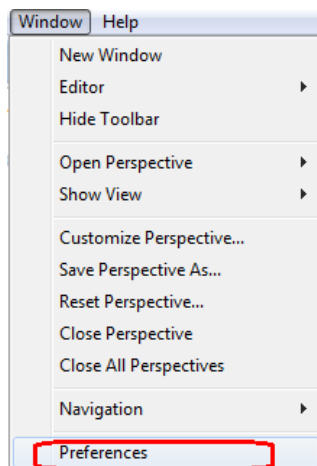 Window Help
New Window
Editor
Hide Toolbar
Open Perspective
Show View
Customize Perspective...
Save Perspective As...
Reset Perspective...
Close Perspective
Close All Perspectives
Navigation
Preferences